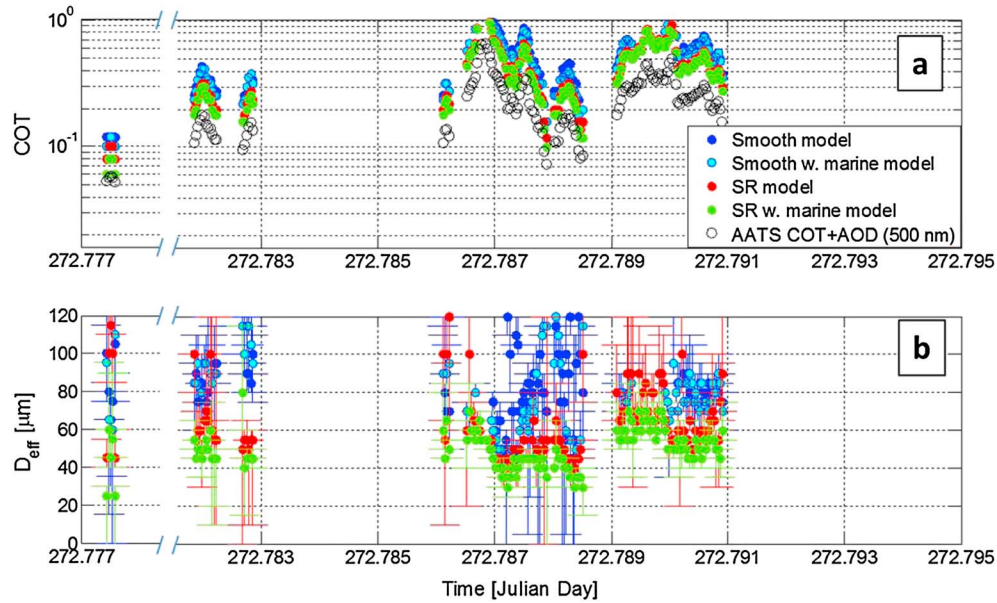 10⁰
a
COT
10⁻¹
Smooth model
Smooth w. marine model
SR model
SR w. marine model
AATS COT+AOD (500 nm)
272.777 272.783 272.785 272.787 272.789 272.791 272.793 272.795
120
b
100
80
D_eff [µm]
60
40
20
0
272.777 272.783 272.785 272.787 272.789 272.791 272.793 272.795
Time [Julian Day]